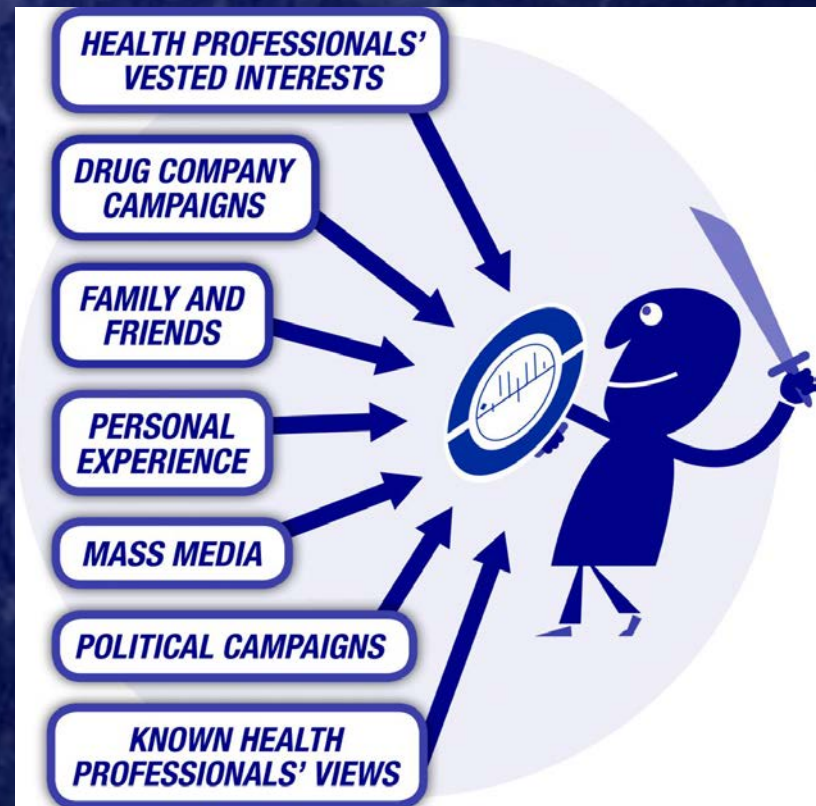 HEALTH PROFESSIONALS'
VESTED INTERESTS
DRUG COMPANY
CAMPAIGNS
FAMILY AND
FRIENDS
PERSONAL
EXPERIENCE
MASS MEDIA
POLITICAL CAMPAIGNS
KNOWN HEALTH
PROFESSIONALS' VIEWS